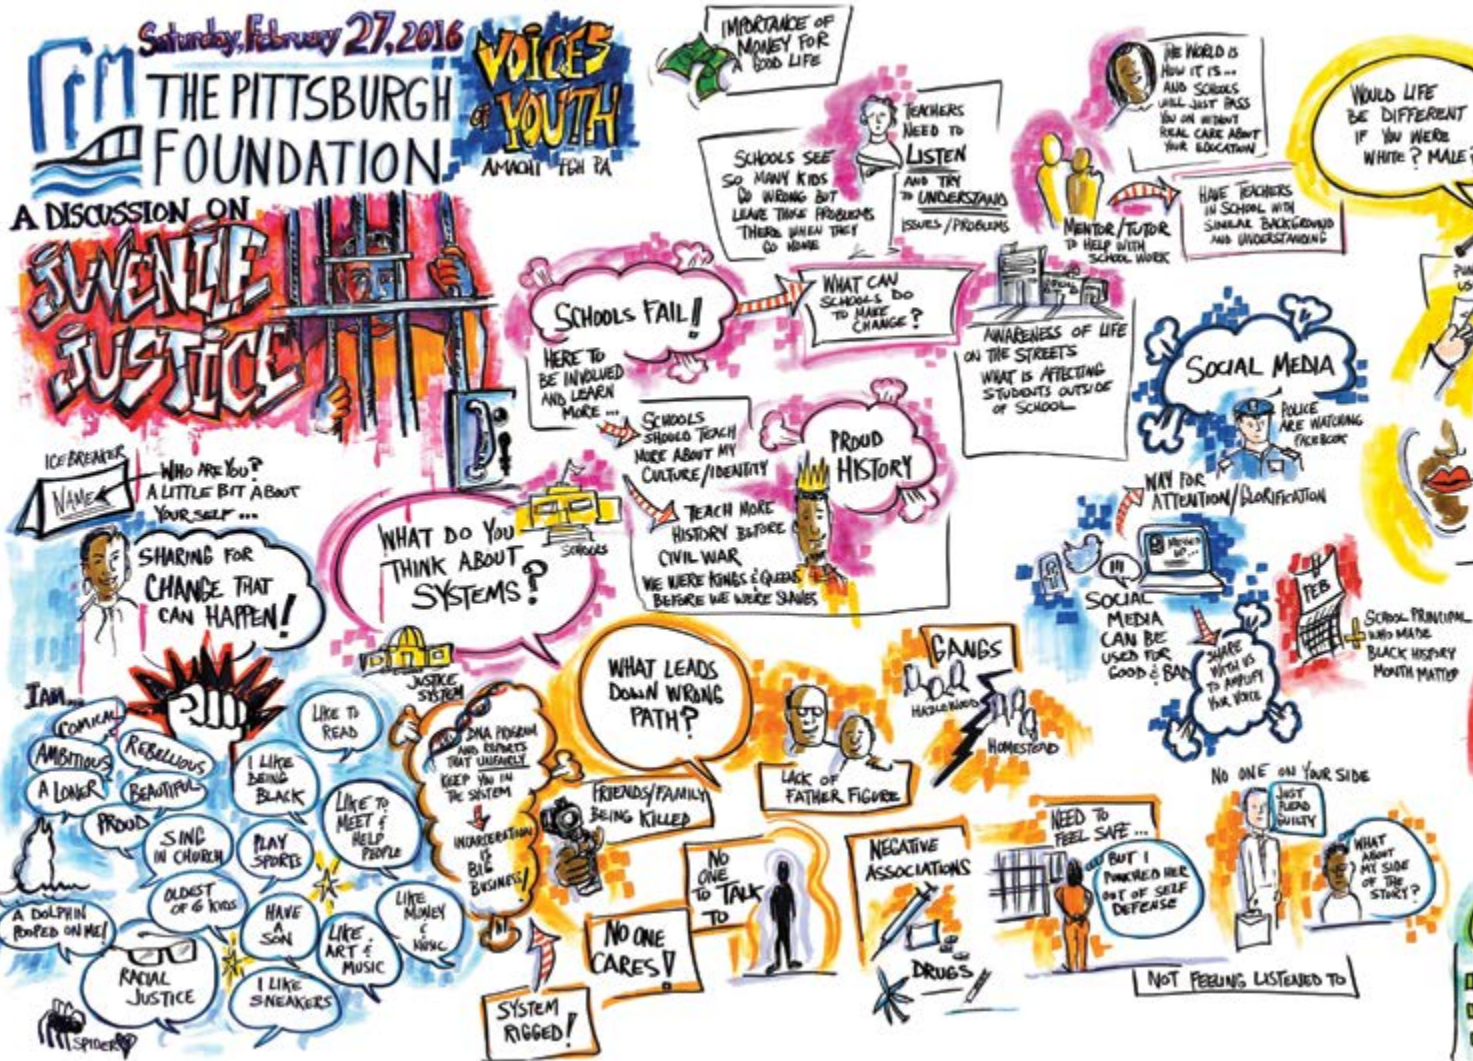 Saturday, February 27, 2016
THE PITTSBURGH
FOUNDATION
VOICES
of YOUTH
AMACHI PGH PA
A DISCUSSION ON
JUVENILE
JUSTICE
ICEBREAKER
NAME
WHO ARE YOU?
A LITTLE BIT ABOUT
YOURSELF ...
SHARING FOR
CHANGE THAT
CAN HAPPEN!
I AM...
COMICAL
AMBITIOUS
REBELLIOUS
A LONER
BEAUTIFUL
PROUD
I LIKE
BEING
BLACK
LIKE TO
READ
SING
IN CHURCH
PLAY
SPORTS
LIKE TO
MEET &
HELP
PEOPLE
OLDEST
OF 6 KIDS
HAVE
A
SON
LIKE
ART &
MUSIC
LIKE
MONEY
&
MUSIC
A DOLPHIN
POOPED ON ME!
RACIAL
JUSTICE
I LIKE
SNEAKERS
SPIDER
WHAT DO YOU
THINK ABOUT
SYSTEMS?
SCHOOLS
JUSTICE
SYSTEM
SCHOOLS FAIL!!
HERE TO
BE INVOLVED
AND LEARN
MORE ...
SCHOOLS
SHOULD TEACH
MORE ABOUT MY
CULTURE/IDENTITY
TEACH MORE
HISTORY BEFORE
CIVIL WAR
WE WERE KINGS & QUEENS
BEFORE WE WERE SLAVES
PROUD
HISTORY
IMPORTANCE OF
MONEY FOR
A GOOD LIFE
SCHOOLS SEE
SO MANY KIDS
GO WRONG BUT
LEAVE THOSE PROBLEMS
THERE WHEN THEY
GO HOME
TEACHERS
NEED TO
LISTEN
AND TRY
TO UNDERSTAND
ISSUES/PROBLEMS
WHAT CAN
SCHOOLS DO
TO MAKE
CHANGE?
THE WORLD IS
HOW IT IS...
AND SCHOOLS
WILL JUST PASS
YOU ON WITHOUT
REAL CARE ABOUT
YOUR EDUCATION
MENTOR/TUTOR
TO HELP WITH
SCHOOL WORK
HAVE TEACHERS
IN SCHOOL WITH
SIMILAR BACKGROUND
AND UNDERSTANDING
AWARENESS OF LIFE
ON THE STREETS
WHAT IS AFFECTING
STUDENTS OUTSIDE
OF SCHOOL
WOULD LIFE
BE DIFFERENT
IF YOU WERE
WHITE? MALE?
SOCIAL MEDIA
POLICE
ARE WATCHING
FACEBOOK
WAY FOR
ATTENTION/GLORIFICATION
SOCIAL
MEDIA
CAN BE
USED FOR
GOOD & BAD
SHARE
WITH US
TO AMPLIFY
YOUR VOICE
FEB
SCHOOL PRINCIPAL
WHO MADE
BLACK HISTORY
MONTH MATTER
DNA PROGRAM
AND REPORTS
THAT UNFAIRLY
KEEP YOU IN
THE SYSTEM
INCARCERATION
IS
BIG
BUSINESS!
SYSTEM
RIGGED!
WHAT LEADS
DOWN WRONG
PATH?
FRIENDS/FAMILY
BEING KILLED
LACK OF
FATHER FIGURE
GANGS
HAZLEWOOD
HOMESTEAD
NO ONE
CARES!
NO
ONE
TO TALK
TO
NEGATIVE
ASSOCIATIONS
DRUGS
NEED TO
FEEL SAFE ...
BUT I
PUNCHED HER
OUT OF SELF
DEFENSE
NO ONE ON YOUR SIDE
JUST
PLEAD
GUILTY
WHAT
ABOUT
MY SIDE
OF THE
STORY?
NOT FEELING LISTENED TO